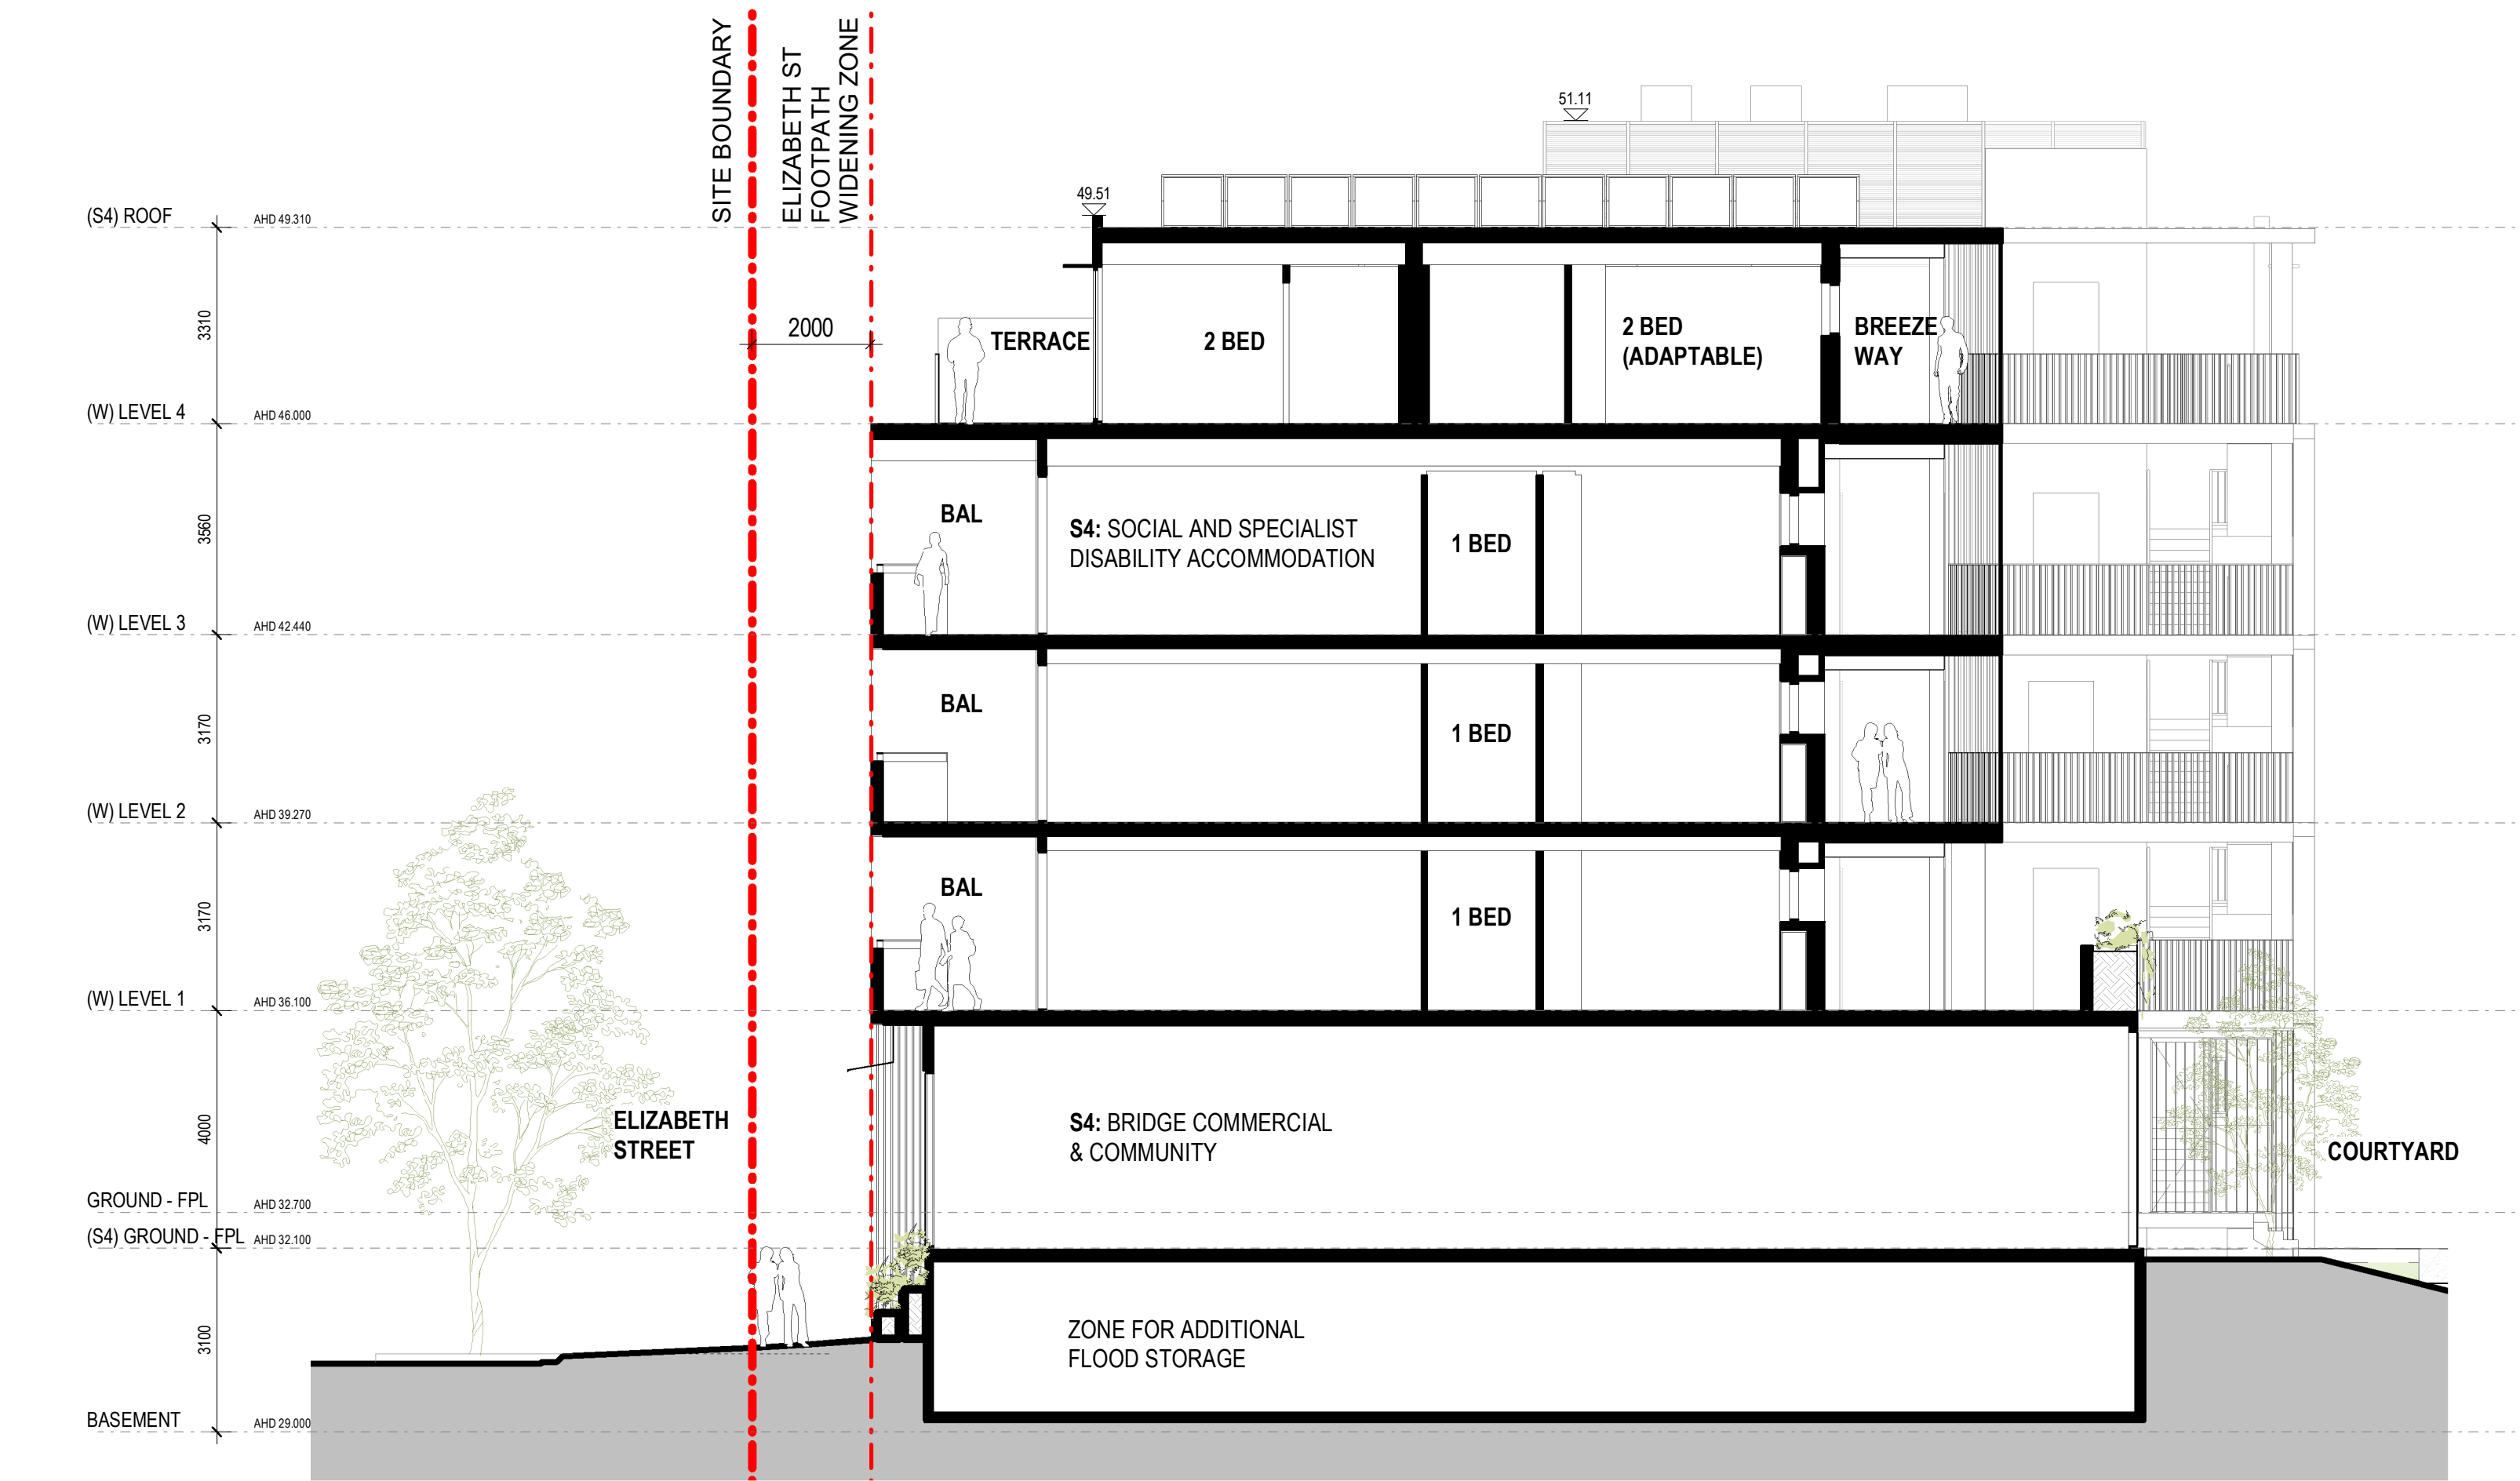 SITE BOUNDARY
ELIZABETH ST
FOOTPATH
WIDENING ZONE
51.11
49.51
(S4) ROOF
AHD 49.310
3310
2000
TERRACE
2 BED
2 BED
(ADAPTABLE)
BREEZE
WAY
(W) LEVEL 4
AHD 46.000
3560
BAL
S4: SOCIAL AND SPECIALIST
DISABILITY ACCOMMODATION
1 BED
(W) LEVEL 3
AHD 42.440
3170
BAL
1 BED
(W) LEVEL 2
AHD 39.270
3170
BAL
1 BED
(W) LEVEL 1
AHD 36.100
4000
ELIZABETH
STREET
S4: BRIDGE COMMERCIAL
& COMMUNITY
COURTYARD
GROUND - FPL
AHD 32.700
(S4) GROUND - FPL
AHD 32.100
3100
ZONE FOR ADDITIONAL
FLOOD STORAGE
BASEMENT
AHD 29.000